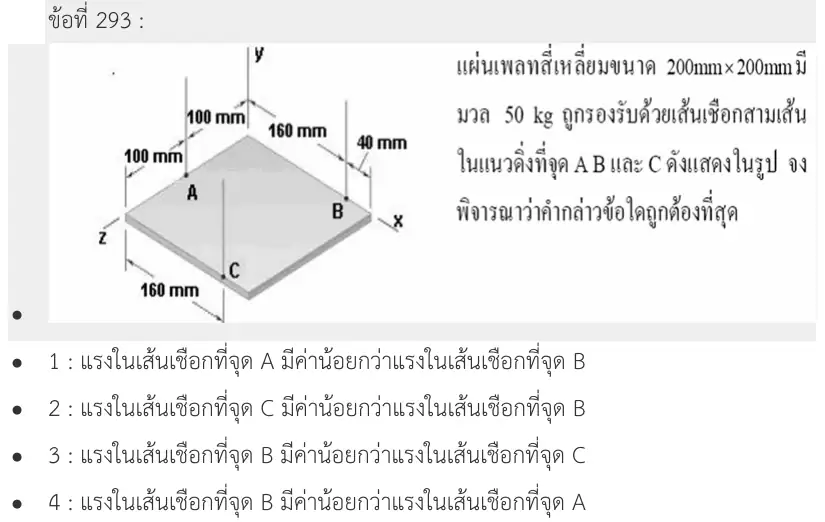 ข้อที่ 293 :
y
100 mm
160 mm
40 mm
100 mm
A
B
x
z
C
160 mm
แผ่นเพลทสี่เหลี่ยมขนาด 200mm×200mm มี
มวล 50 kg ถูกรองรับด้วยเส้นเชือกสามเส้น
ในแนวดิ่งที่จุด A B และ C ดังแสดงในรูป จง
พิจารณาว่าคำกล่าวข้อใดถูกต้องที่สุด
1 : แรงในเส้นเชือกที่จุด A มีค่าน้อยกว่าแรงในเส้นเชือกที่จุด B
2 : แรงในเส้นเชือกที่จุด C มีค่าน้อยกว่าแรงในเส้นเชือกที่จุด B
3 : แรงในเส้นเชือกที่จุด B มีค่าน้อยกว่าแรงในเส้นเชือกที่จุด C
4 : แรงในเส้นเชือกที่จุด B มีค่าน้อยกว่าแรงในเส้นเชือกที่จุด A